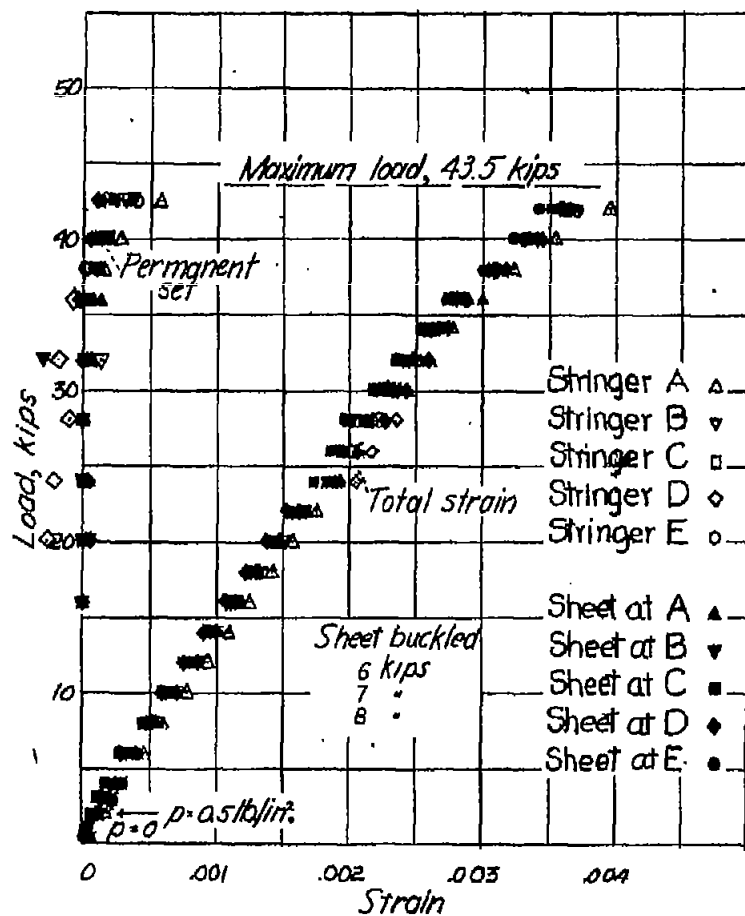 50
Maximum load, 43.5 kips
40
Permanent
set
Load, kips
30
Stringer A
Stringer B
Stringer C
Stringer D
Stringer E
Total strain
20
Sheet at A
Sheet at B
Sheet at C
Sheet at D
Sheet at E
Sheet buckled
6 kips
7 "
8 "
10
p=0.5 lb/in².
p=0
0 .001 .002 .003 .004
Strain